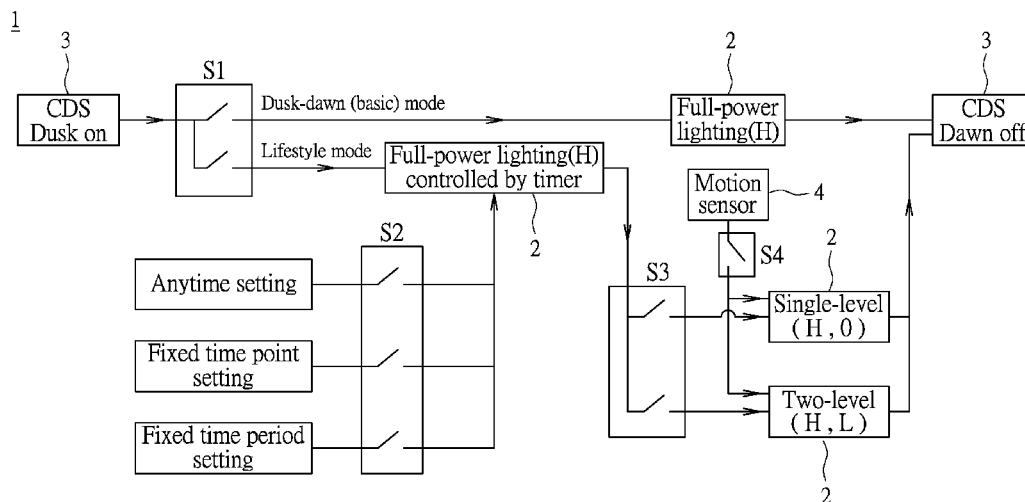 1
3
CDS
Dusk on
S1
Dusk-dawn (basic) mode
Lifestyle mode
2
Full-power
lighting(H)
3
CDS
Dawn off
Full-power lighting(H)
controlled by timer
2
Motion
sensor
4
S4
S2
Anytime setting
Fixed time point
setting
Fixed time period
setting
S3
2
Single-level
(H,0)
Two-level
(H,L)
2